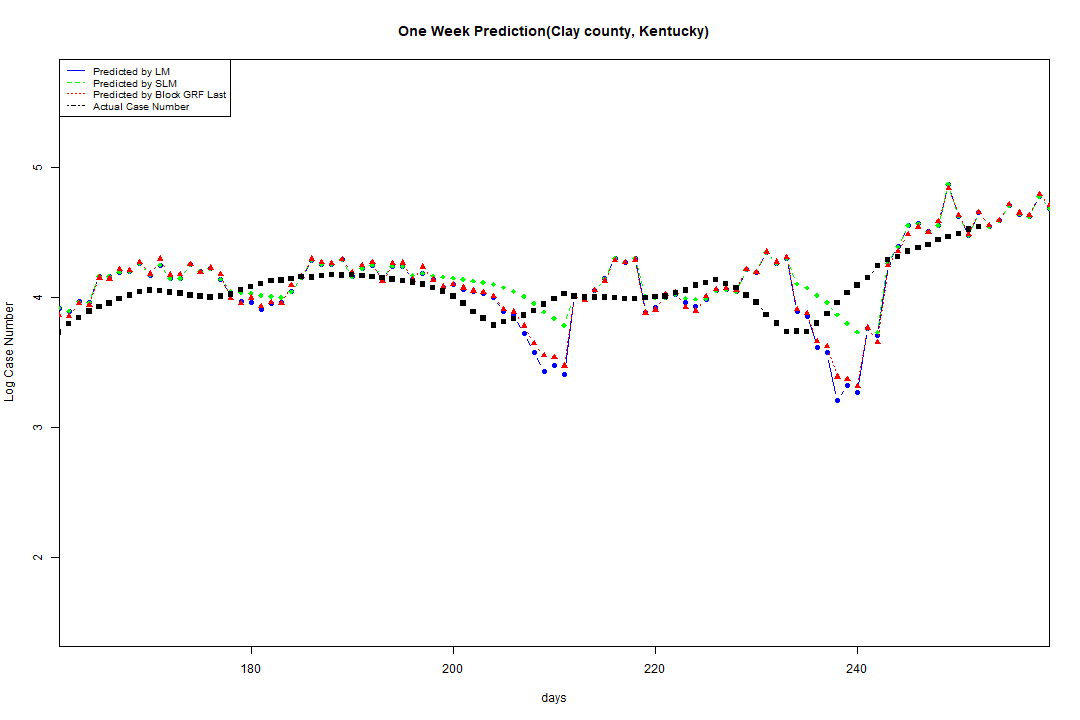 One Week Prediction(Clay county, Kentucky)
Predicted by LM
Predicted by SLM
Predicted by Block GRF Last
Actual Case Number
5
4
3
2
Log Case Number
180 200 220 240
days